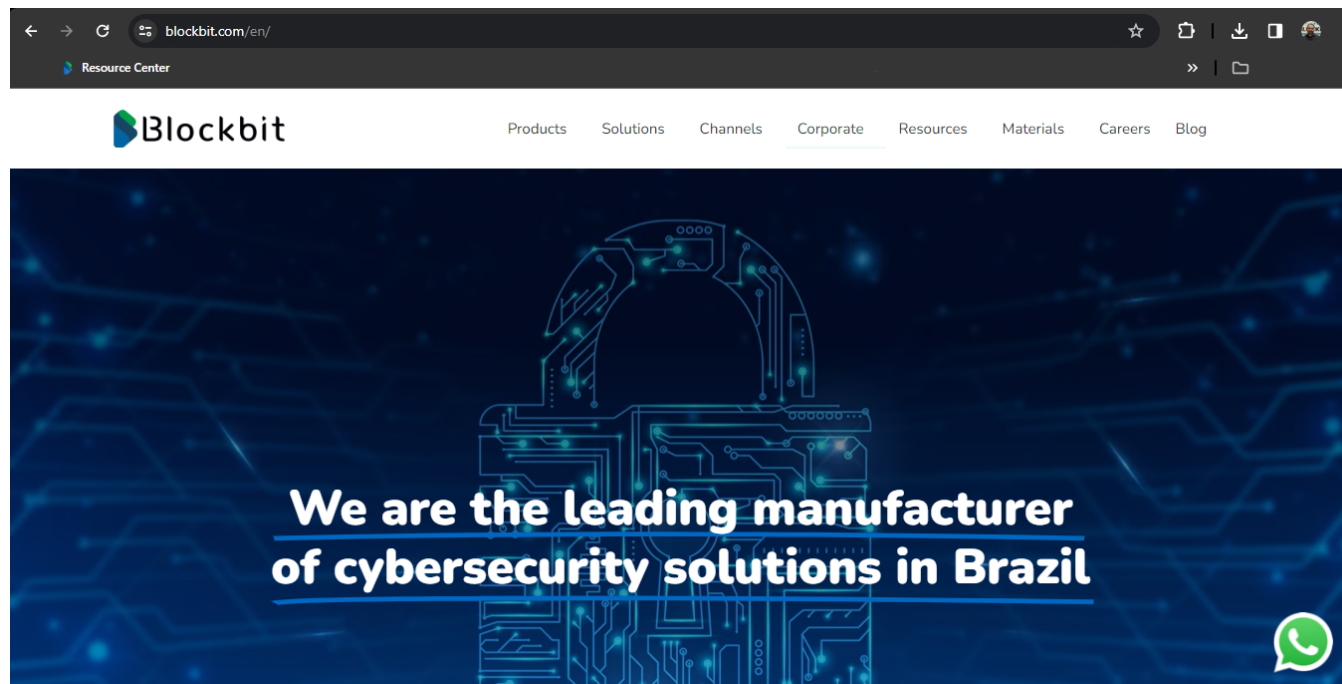 blockbit.com/en/
Resource Center
Blockbit
Products Solutions Channels Corporate Resources Materials Careers Blog
We are the leading manufacturer
of cybersecurity solutions in Brazil